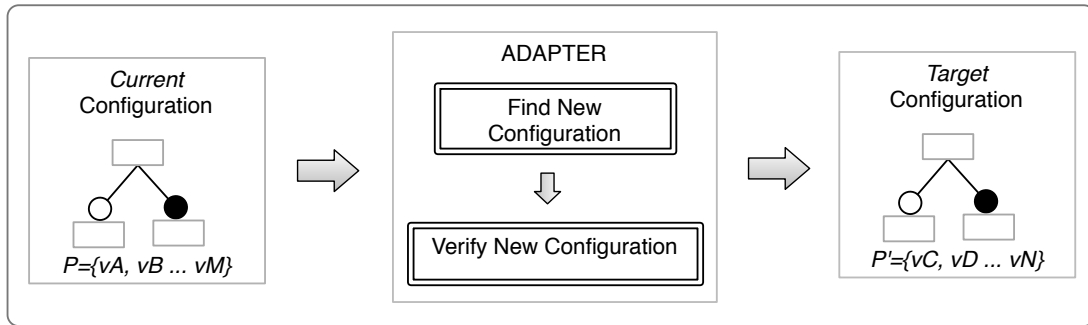 Current
Configuration
P={vA, vB ... vM}
ADAPTER
Find New
Configuration
Verify New Configuration
Target
Configuration
P'={vC, vD ... vN}